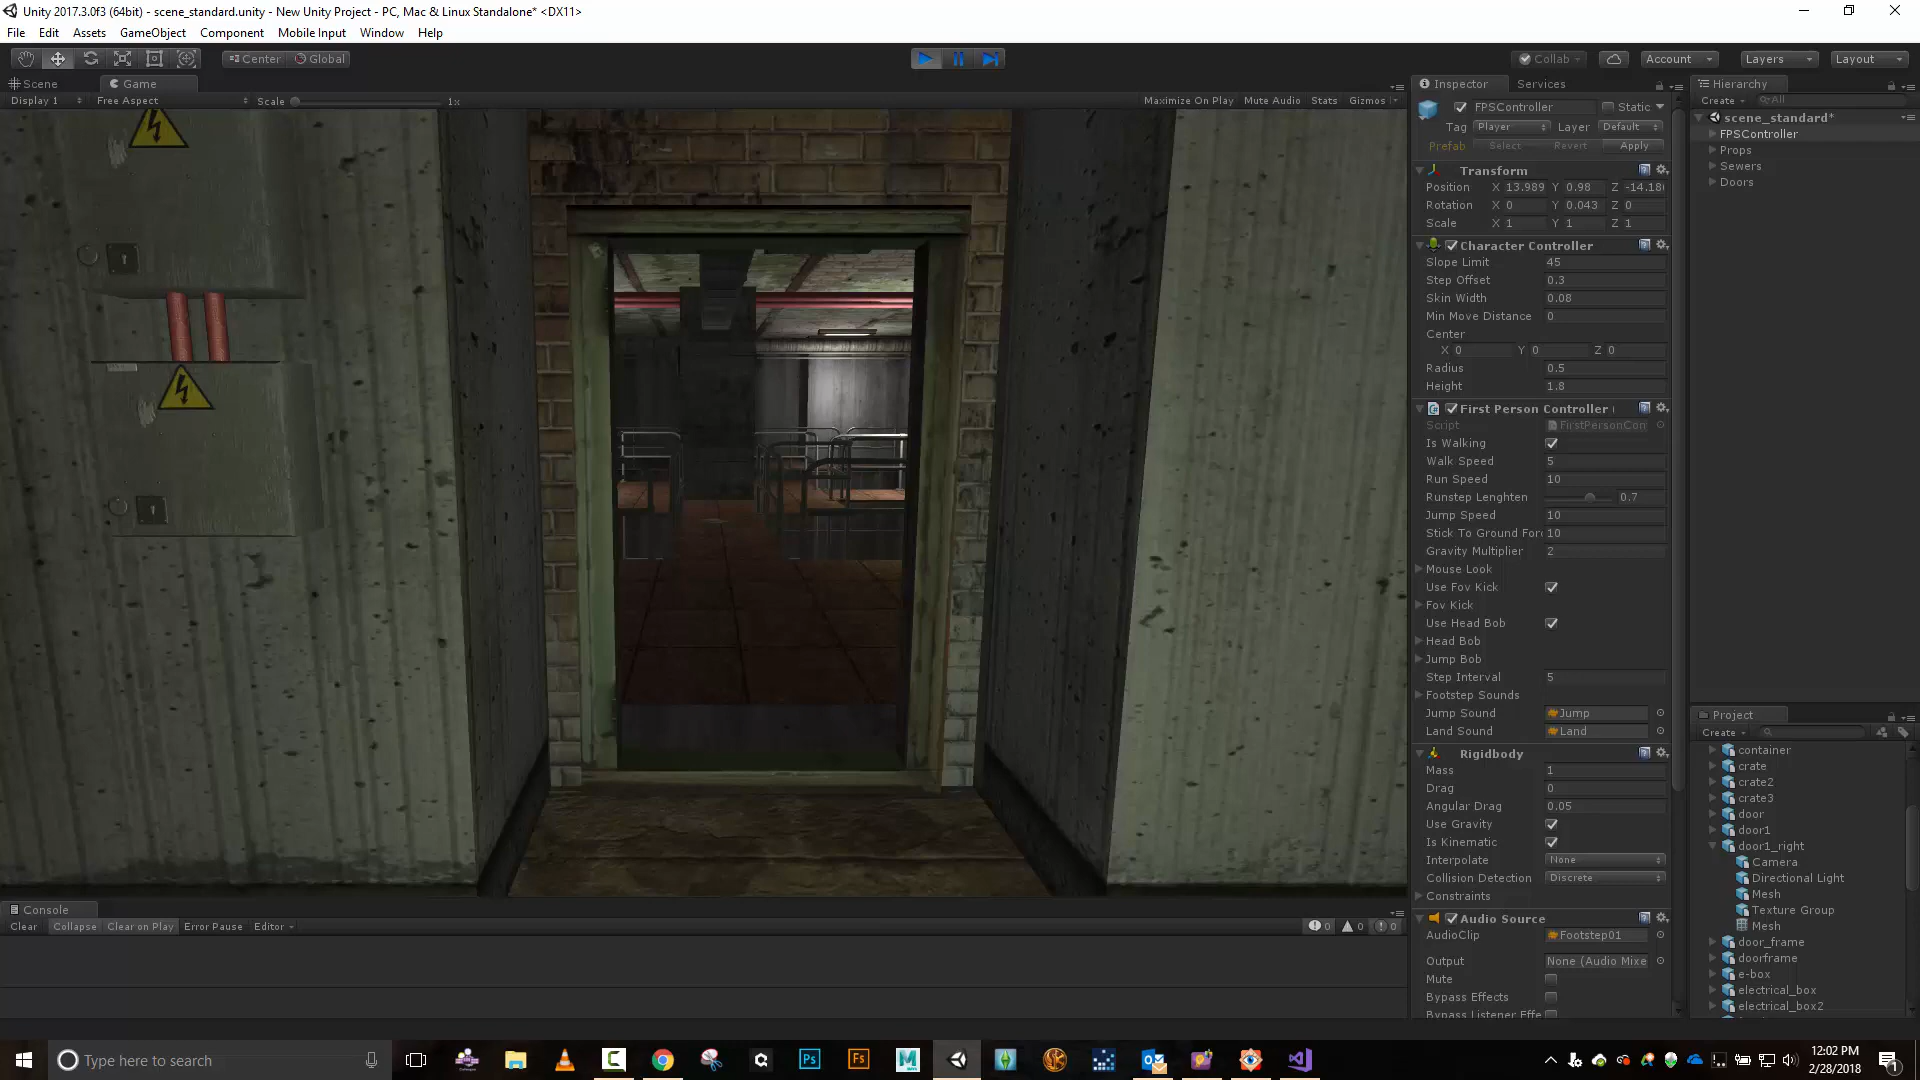 Unity 2017.3.0f3 (64bit) - scene_standard.unity - New Unity Project - PC, Mac & Linux Standalone* <DX11>
File Edit Assets GameObject Component Mobile Input Window Help
Center Global Collab Account Layers Layout
Scene Game
Display 1 Free Aspect Scale 1x Maximize On Play Mute Audio Stats Gizmos
Inspector Services
FPSController Static
Tag Player Layer Default
Prefab Select Revert Apply
Transform
Position X 13.989 Y 0.98 Z -14.18
Rotation X 0 Y 0.043 Z 0
Scale X 1 Y 1 Z 1
Character Controller
Slope Limit 45
Step Offset 0.3
Skin Width 0.08
Min Move Distance 0
Center
X 0 Y 0 Z 0
Radius 0.5
Height 1.8
First Person Controller (
Script FirstPersonCon
Is Walking
Walk Speed 5
Run Speed 10
Runstep Lenghten 0.7
Jump Speed 10
Stick To Ground For 10
Gravity Multiplier 2
Mouse Look
Use Fov Kick
Fov Kick
Use Head Bob
Head Bob
Jump Bob
Step Interval 5
Footstep Sounds
Jump Sound Jump
Land Sound Land
Rigidbody
Mass 1
Drag 0
Angular Drag 0.05
Use Gravity
Is Kinematic
Interpolate None
Collision Detection Discrete
Constraints
Audio Source
AudioClip Footstep01
Output None (Audio Mixe
Mute
Bypass Effects
Bypass Listener Effe
Hierarchy
Create All
scene_standard*
FPSController
Props
Sewers
Doors
Project
Create
container
crate
crate2
crate3
door
door1
door1_right
Camera
Directional Light
Mesh
Texture Group
Mesh
door_frame
doorframe
e-box
electrical_box
electrical_box2
Console
Clear Collapse Clear on Play Error Pause Editor 0 0 0
Type here to search
Ps Fs
12:02 PM
2/28/2018
1